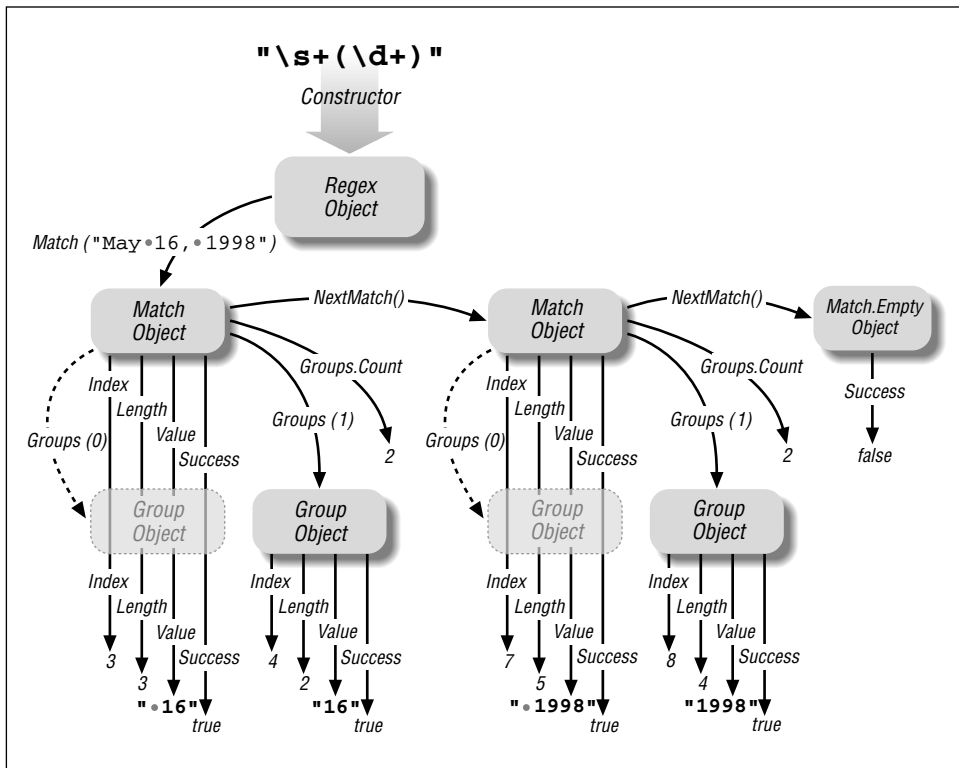 "\s+(\d+)"
Constructor
Regex
Object
Match ("May•16,•1998")
Match
Object
NextMatch()
Match
Object
NextMatch()
Match.Empty
Object
Groups (0)
Index
Length
Value
Success
Groups (1)
Groups.Count
2
Groups (0)
Index
Length
Value
Success
Groups (1)
Groups.Count
2
Success
false
Group
Object
Group
Object
Group
Object
Group
Object
Index
Length
Value
Success
3
3
"•16"
true
Index
Length
Value
Success
4
2
"16"
true
Index
Length
Value
Success
7
5
"•1998"
true
Index
Length
Value
Success
8
4
"1998"
true